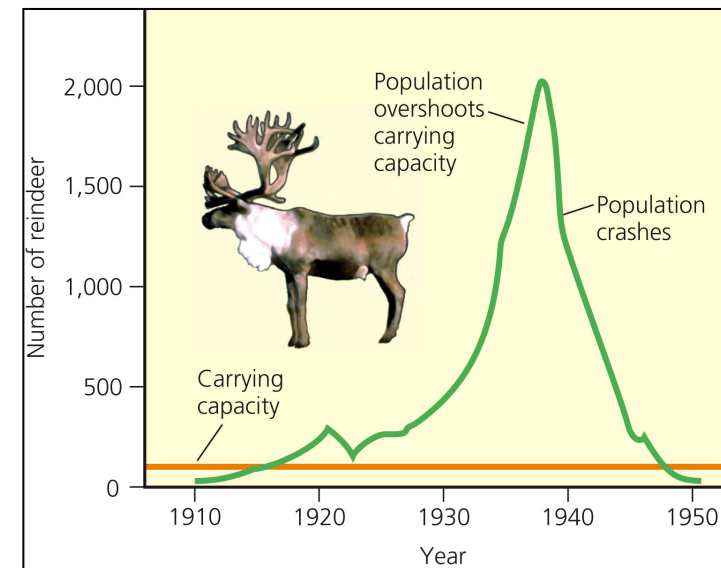 Number of reindeer
2,000
1,500
1,000
500
0
Population
overshoots
carrying
capacity
Population
crashes
Carrying
capacity
1910 1920 1930 1940 1950
Year